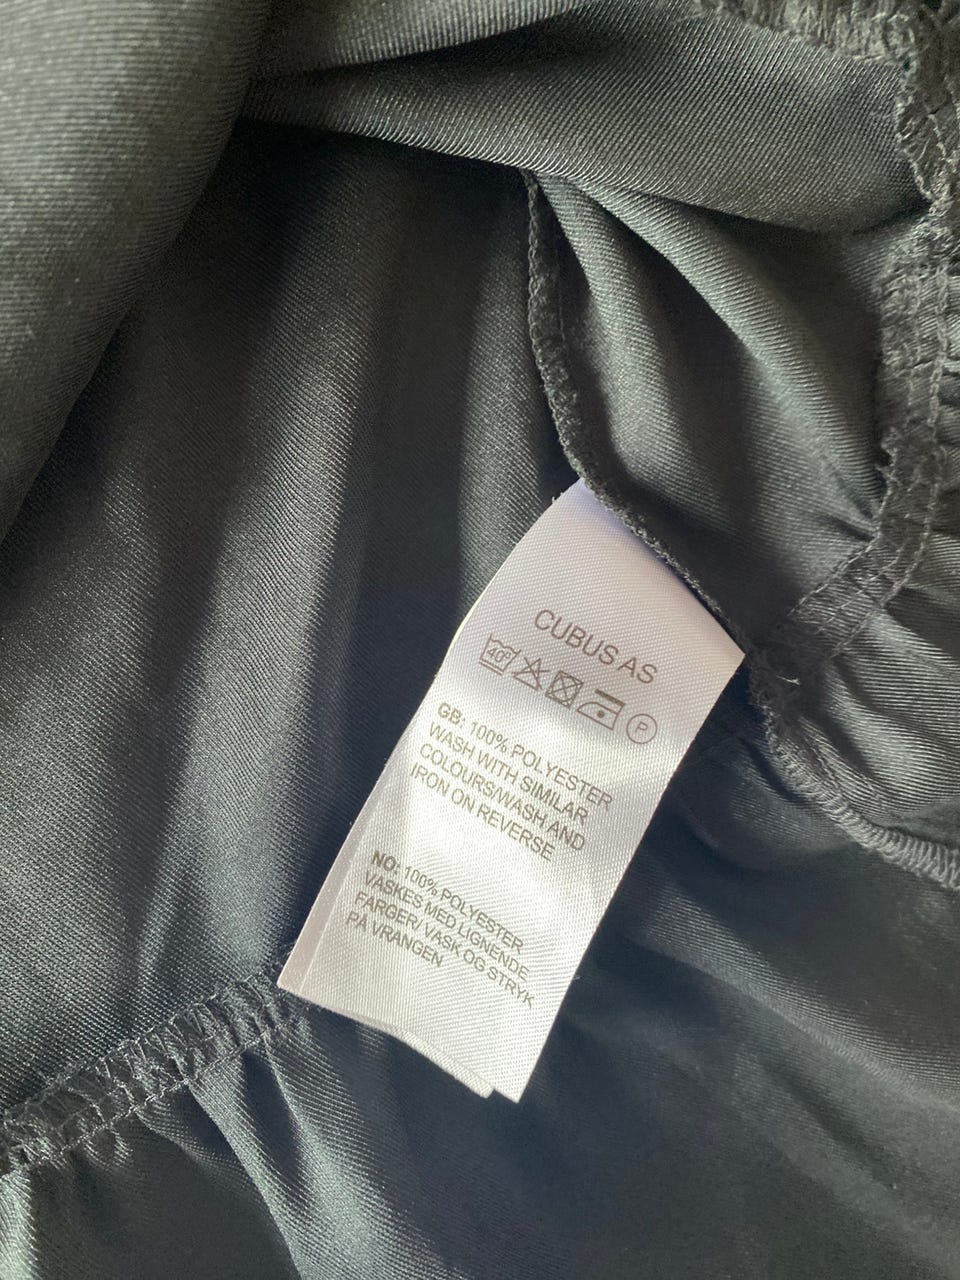 CUBUS AS
40° P
GB: 100% POLYESTER
WASH WITH SIMILAR
COLOURS/WASH AND
IRON ON REVERSE
NO: 100% POLYESTER
VASKES MED LIGNENDE
FARGER/ VASK OG STRYK
PÅ VRANGEN